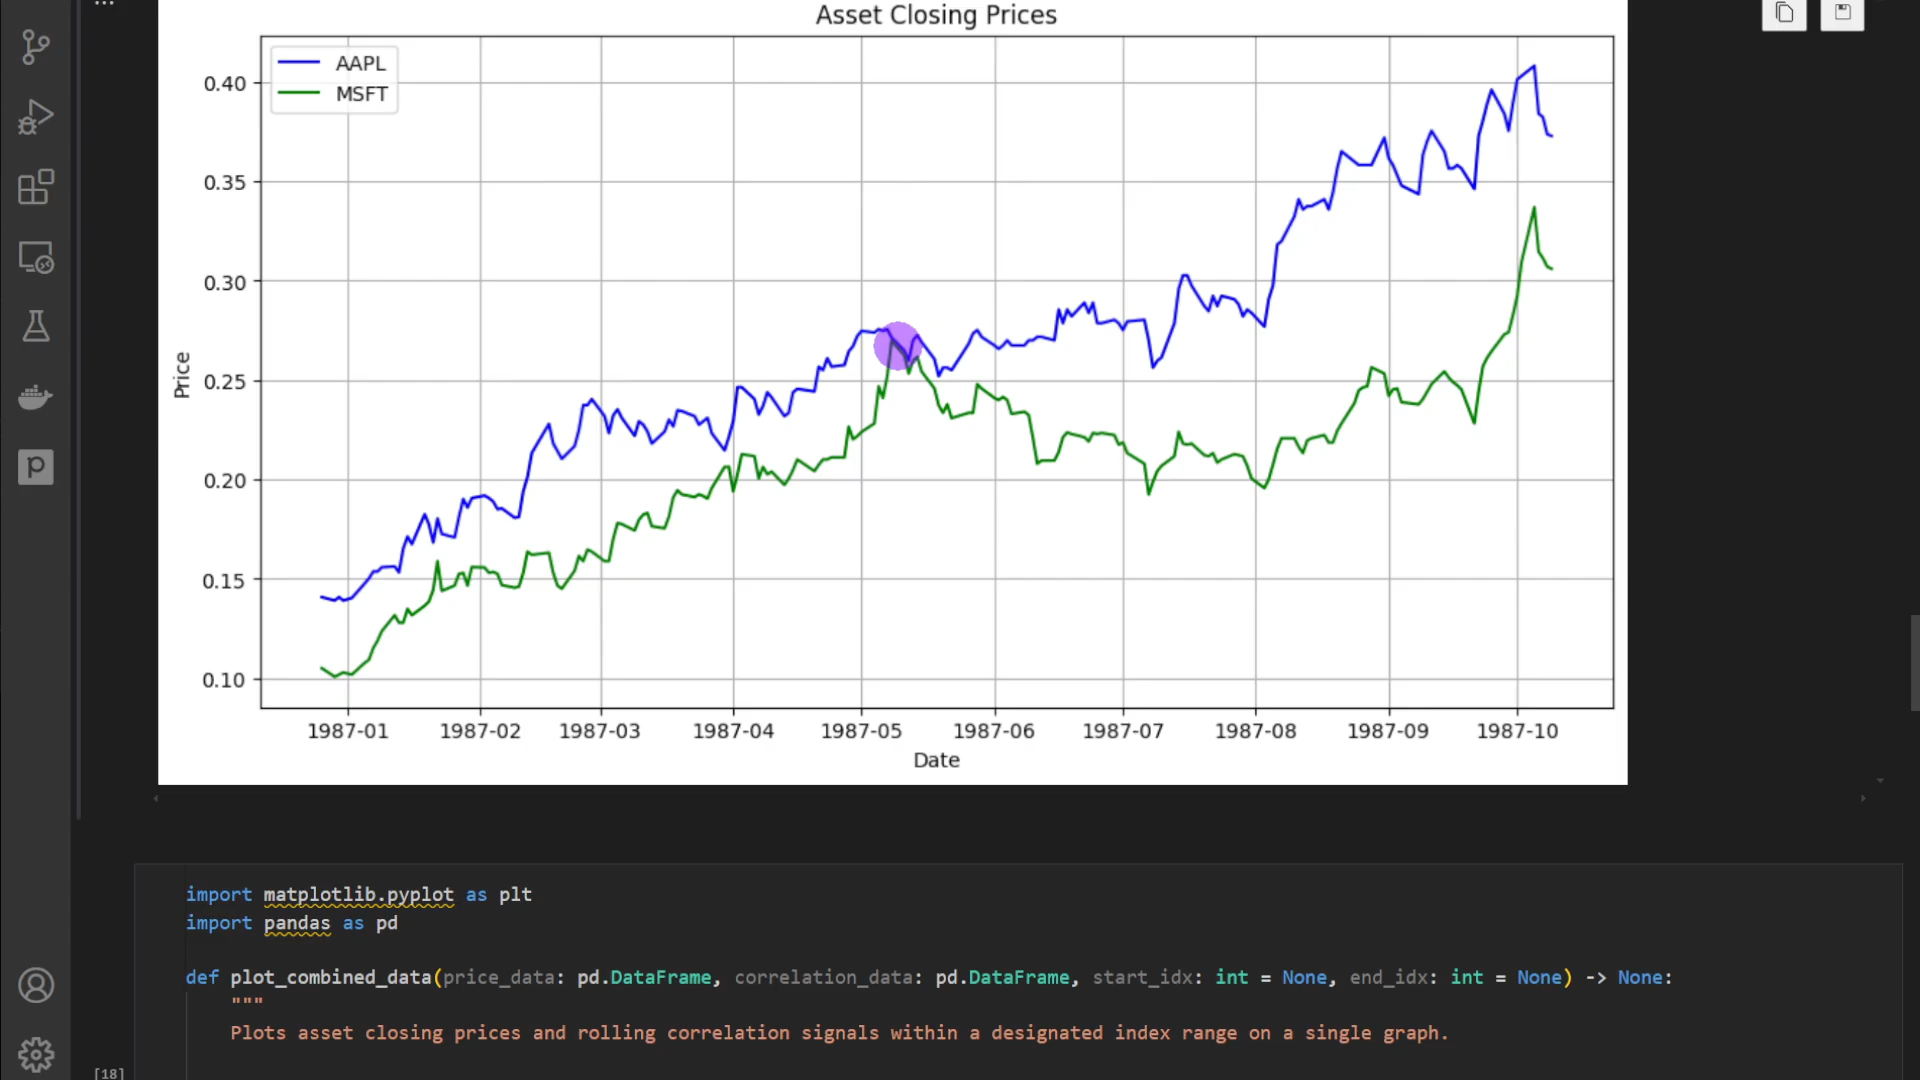 Asset Closing Prices
AAPL
MSFT
0.40
0.35
0.30
0.25
0.20
0.15
0.10
Price
1987-01 1987-02 1987-03 1987-04 1987-05 1987-06 1987-07 1987-08 1987-09 1987-10
Date
import matplotlib.pyplot as plt
import pandas as pd
def plot_combined_data(price_data: pd.DataFrame, correlation_data: pd.DataFrame, start_idx: int = None, end_idx: int = None) -> None:
"""
Plots asset closing prices and rolling correlation signals within a designated index range on a single graph.
[18]